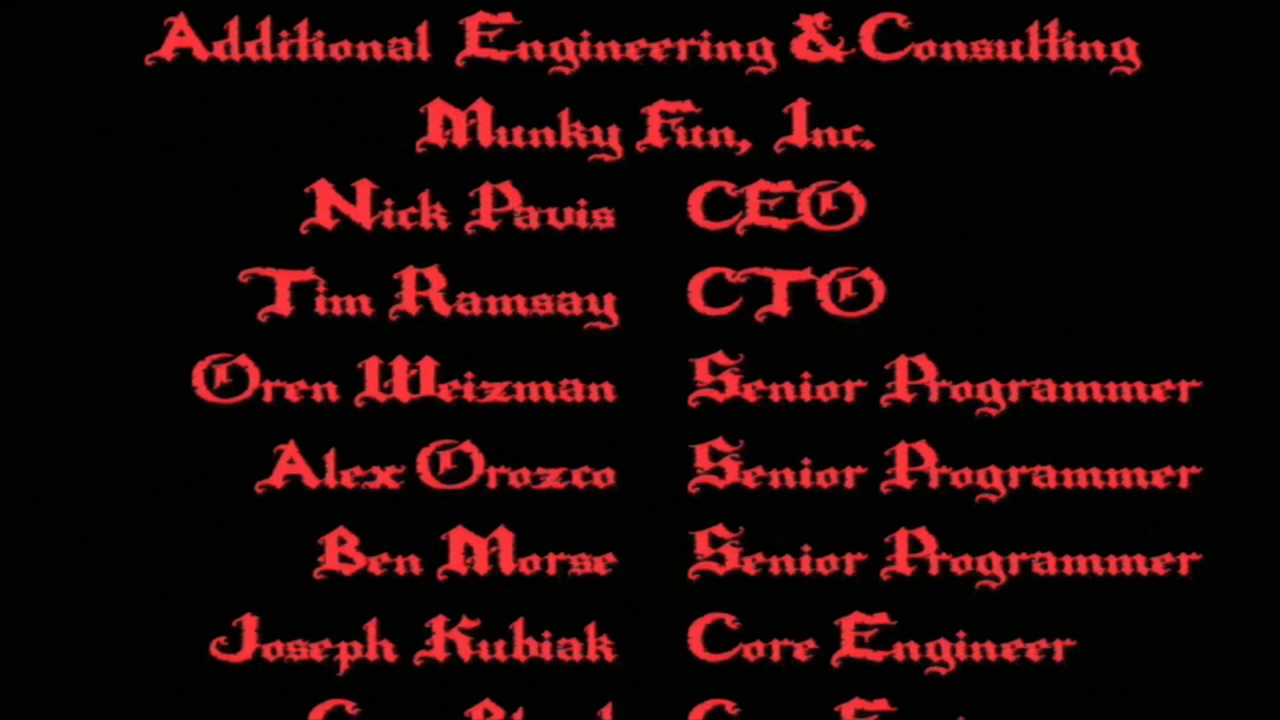 Additional Engineering & Consulting
Munky Fun, Inc.
Nick Pavis CEO
Tim Ramsay CTO
Oren Weizman Senior Programmer
Alex Orozco Senior Programmer
Ben Morse Senior Programmer
Joseph Kubiak Core Engineer